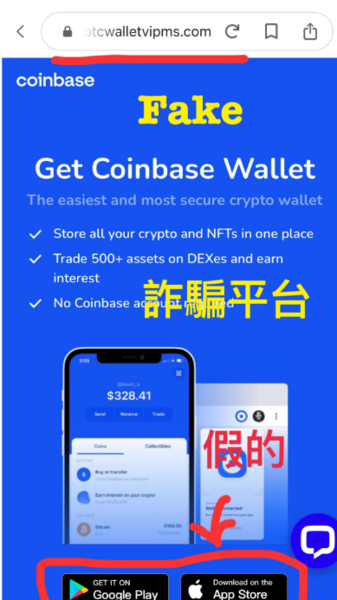 otcwalletvipms.com
coinbase
Fake
Get Coinbase Wallet
The easiest and most secure crypto wallet
Store all your crypto and NFTs in one place
Trade 500+ assets on DEXes and earn
interest
No Coinbase account
詐騙平台
$328.41
Send Receive Trade
Coins Collectibles
Buy or transfer
Earn interest on your crypto
Bitcoin
假的
GET IT ON
Google Play
Download on the
App Store